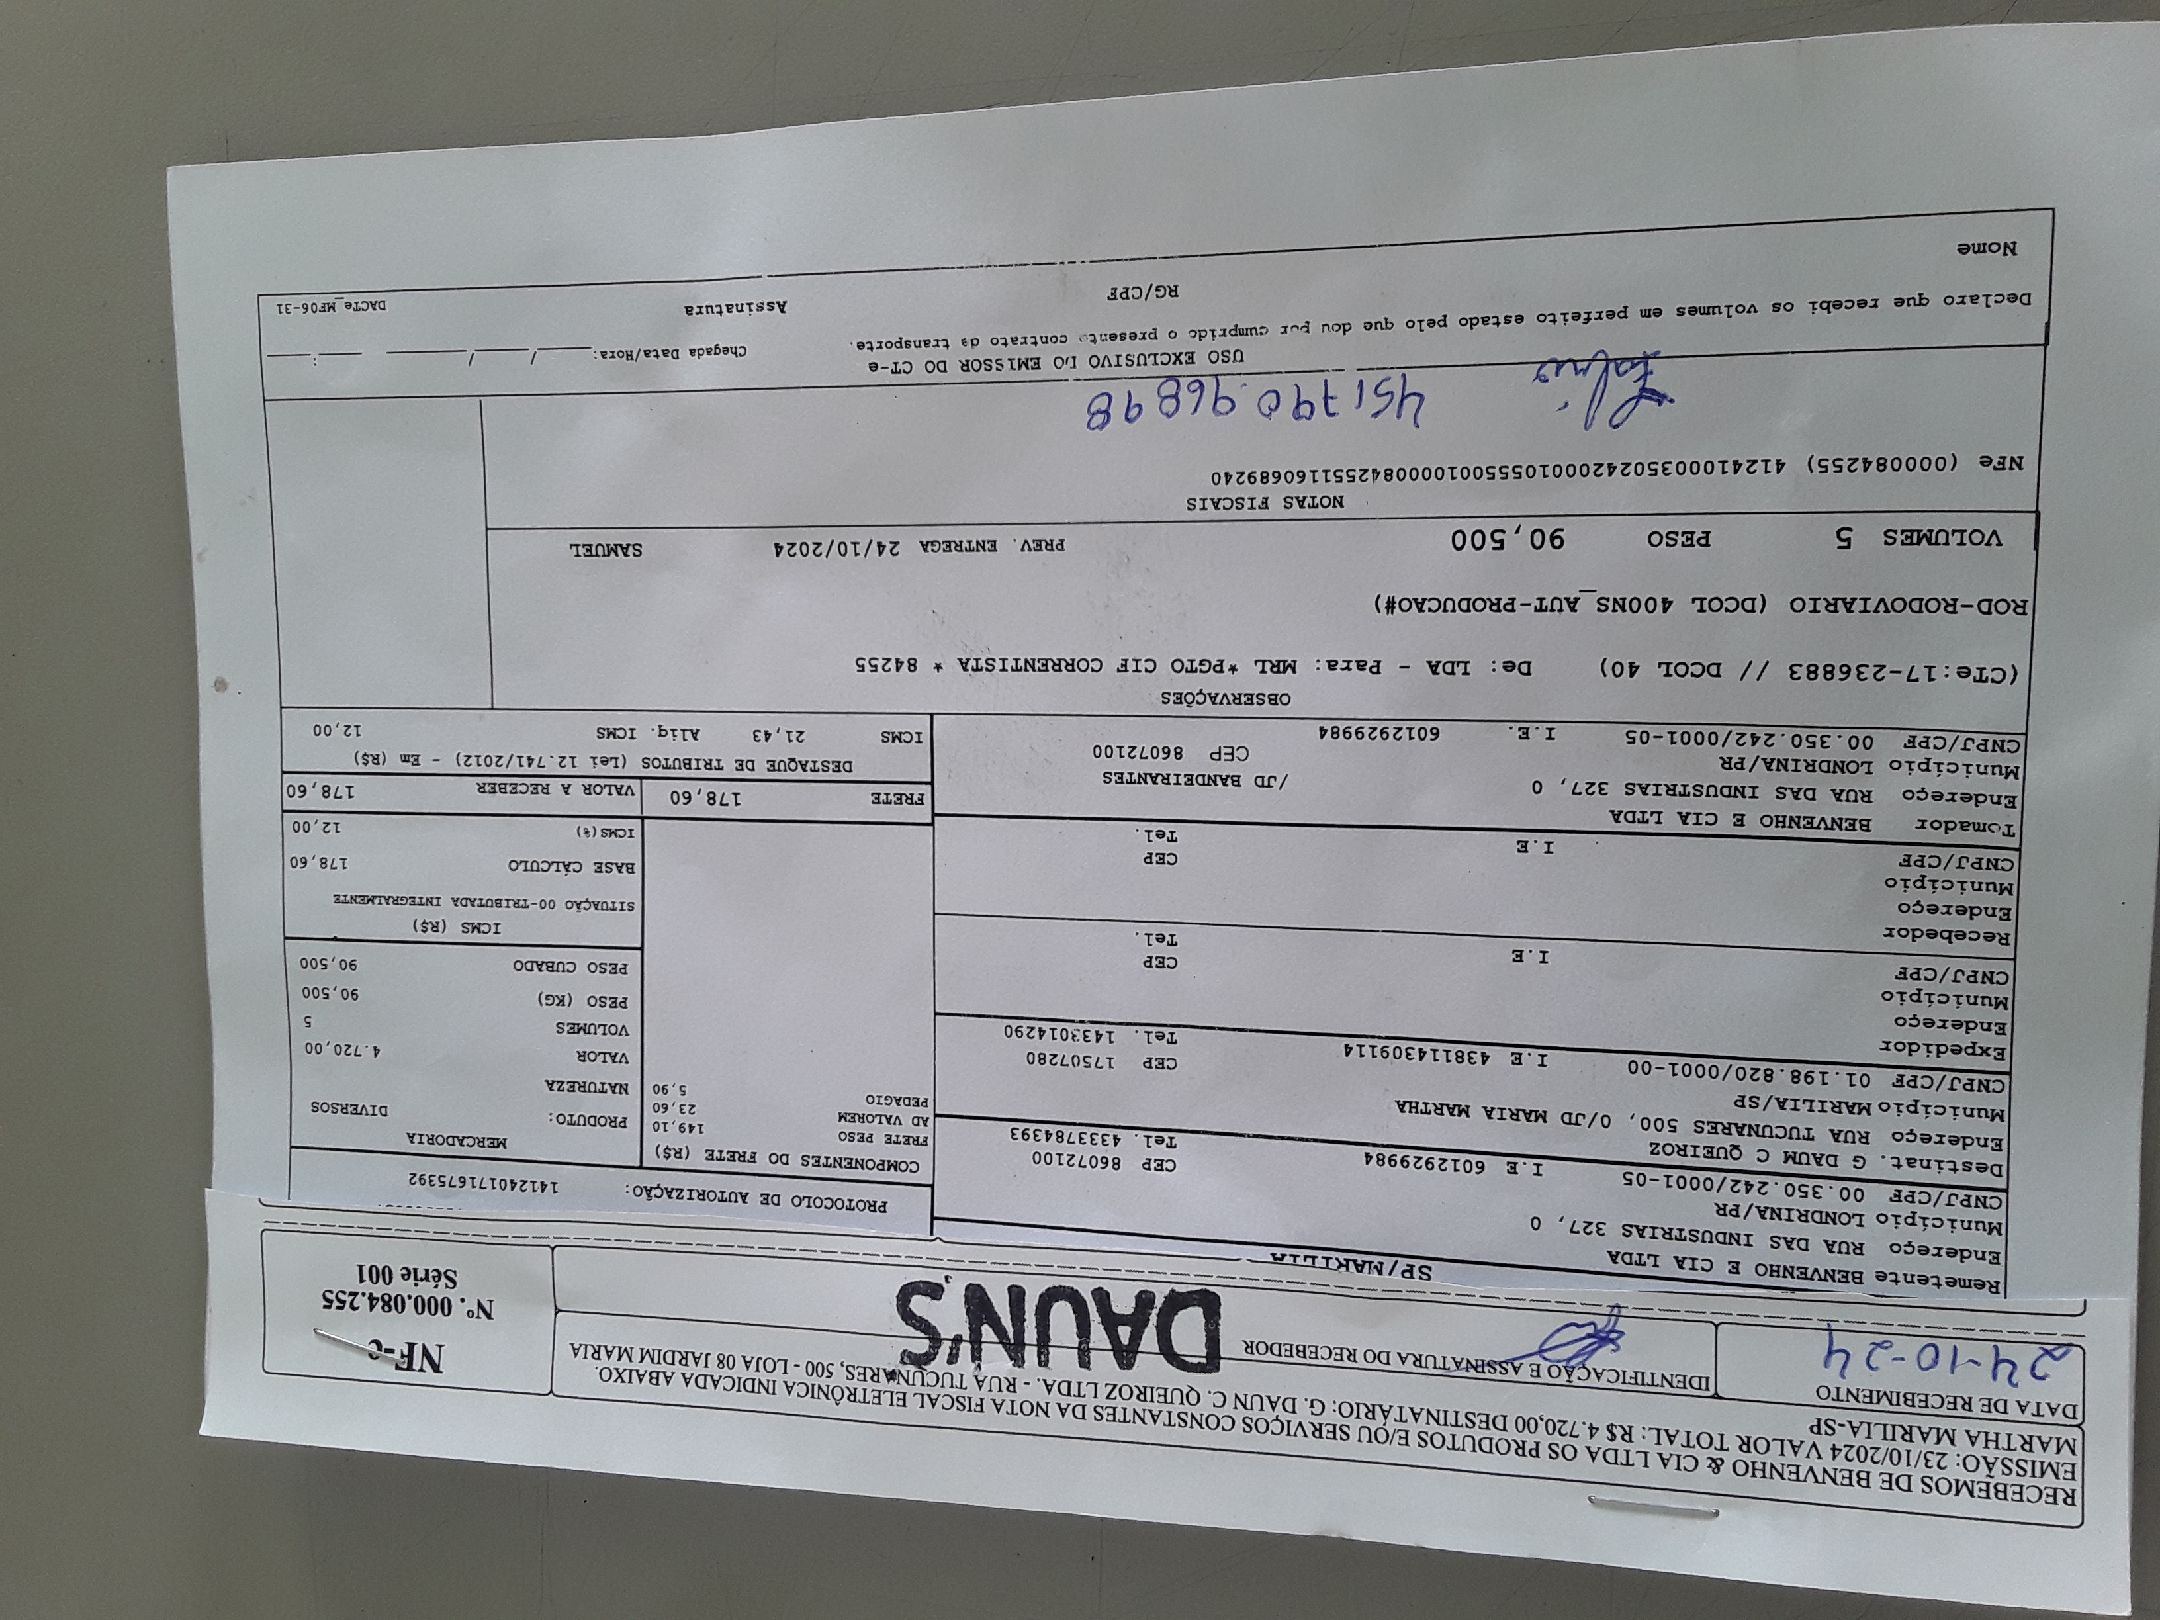 RECEBEMOS DE BENVENHO & CIA LTDA OS PRODUTOS E/OU SERVIÇOS CONSTANTES DA NOTA FISCAL ELETRÔNICA INDICADA ABAIXO.
EMISSÃO: 23/10/2024 VALOR TOTAL: R$ 4.720,00 DESTINATÁRIO: G. DAUN C. QUEIROZ LTDA. - RUA TUCUNARES, 500 - LOJA 08 JARDIM MARIA
MARTHA MARILIA-SP
DATA DE RECEBIMENTO
24-10-24
IDENTIFICAÇÃO E ASSINATURA DO RECEBEDOR
DAUN'S
NF-e
Nº. 000.084.255
Série 001
SP/MARILIA
Remetente BENVENHO E CIA LTDA
Endereço RUA DAS INDUSTRIAS 327, 0
Município LONDRINA/PR CEP 86072100
CNPJ/CPF 00.350.242/0001-05 I.E 601292998​4 Tel. 4333784393
Destinat. G DAUM C QUEIROZ
Endereço RUA TUCUNARES 500, 0/JD MARIA MARTHA
Município MARILIA/SP CEP 17507280
CNPJ/CPF 01.198.820/0001-00 I.E 438114309114 Tel. 1433014290
Expedidor
Endereço
Município CEP
CNPJ/CPF I.E Tel.
Recebedor
Endereço
Município CEP
CNPJ/CPF I.E Tel.
Tomador BENVENHO E CIA LTDA
Endereço RUA DAS INDUSTRIAS 327, 0 /JD BANDEIRANTES
Município LONDRINA/PR CEP 86072100
CNPJ/CPF 00.350.242/0001-05 I.E. 6012929984
PROTOCOLO DE AUTORIZAÇÃO: 141240171675392
COMPONENTES DO FRETE (R$)
FRETE PESO 149,10
AD VALOREM 23,60
PEDAGIO 5,90
MERCADORIA
PRODUTO: DIVERSOS
NATUREZA
VALOR 4.720,00
VOLUMES 5
PESO (KG) 90,500
PESO CUBADO 90,500
ICMS (R$)
SITUAÇÃO 00-TRIBUTADA INTEGRALMENTE
BASE CÁLCULO 178,60
ICMS(%) 12,00
FRETE 178,60 VALOR A RECEBER 178,60
DESTAQUE DE TRIBUTOS (Lei 12.741/2012) - Em (R$)
ICMS 21,43 Aliq. ICMS 12,00
OBSERVAÇÕES
(CTe:17-236883 // DCOL 40) De: LDA - Para: MRL *PGTO CIF CORRENTISTA * 84255
ROD-RODOVIARIO (DCOL 400NS_AUT-PRODUCAO#)
VOLUMES 5 PESO 90,500 PREV. ENTREGA 24/10/2024 SAMUEL
NOTAS FISCAIS
NFe (000084255) 41241000350242000105550010000842551160689240
451790.96898
USO EXCLUSIVO DO EMISSOR DO CT-e
Declaro que recebi os volumes em perfeito estado pelo que dou por cumprido o presente contrato de transporte.
Chegada Data/Hora: ____/____/____ ___:___
Nome RG/CPF Assinatura DACTe_MF06-31